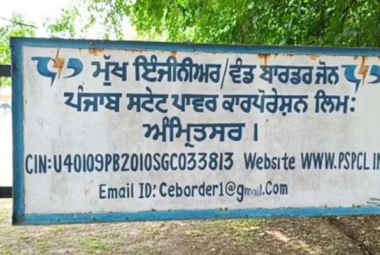 ਮੁੱਖ ਇੰਜੀਨੀਅਰ/ਵੰਡ ਬਾਰਡਰ ਜੋਨ
ਪੰਜਾਬ ਸਟੇਟ ਪਾਵਰ ਕਾਰਪੋਰੇਸ਼ਨ ਲਿਮ:
ਅੰਮ੍ਰਿਤਸਰ ।
CIN:U40109PB2010SGC033813 Website WWW.PSPCL.IN
Email ID: Ceborder1@gmail.Com